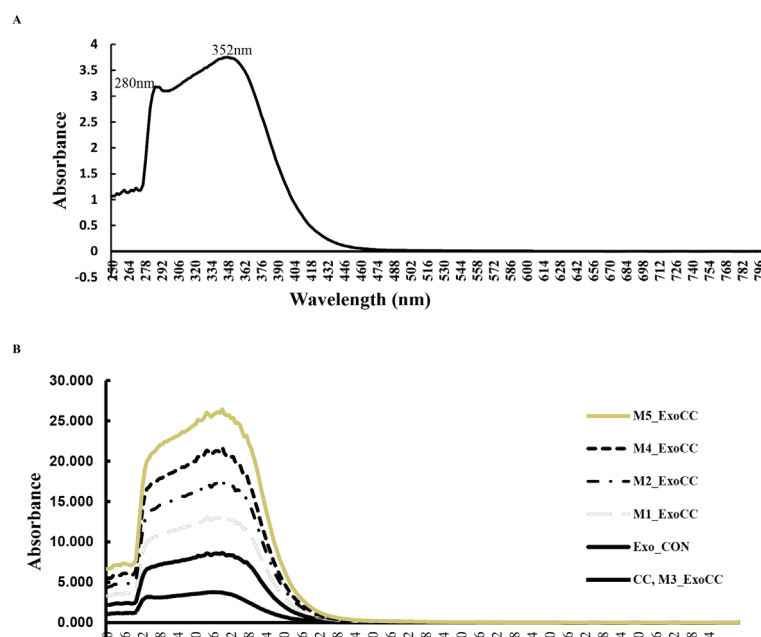 A
352nm
280nm
4
3.5
3
2.5
2
1.5
1
0.5
0
-0.5
Absorbance
250 264 278 292 306 320 334 348 362 376 390 404 418 432 446 460 474 488 502 516 530 544 558 572 586 600 614 628 642 656 670 684 698 712 726 740 754 768 782 796
Wavelength (nm)
B
30.000
25.000
20.000
15.000
10.000
5.000
0.000
Absorbance
M5_ExoCC
M4_ExoCC
M2_ExoCC
M1_ExoCC
Exo_CON
CC, M3_ExoCC